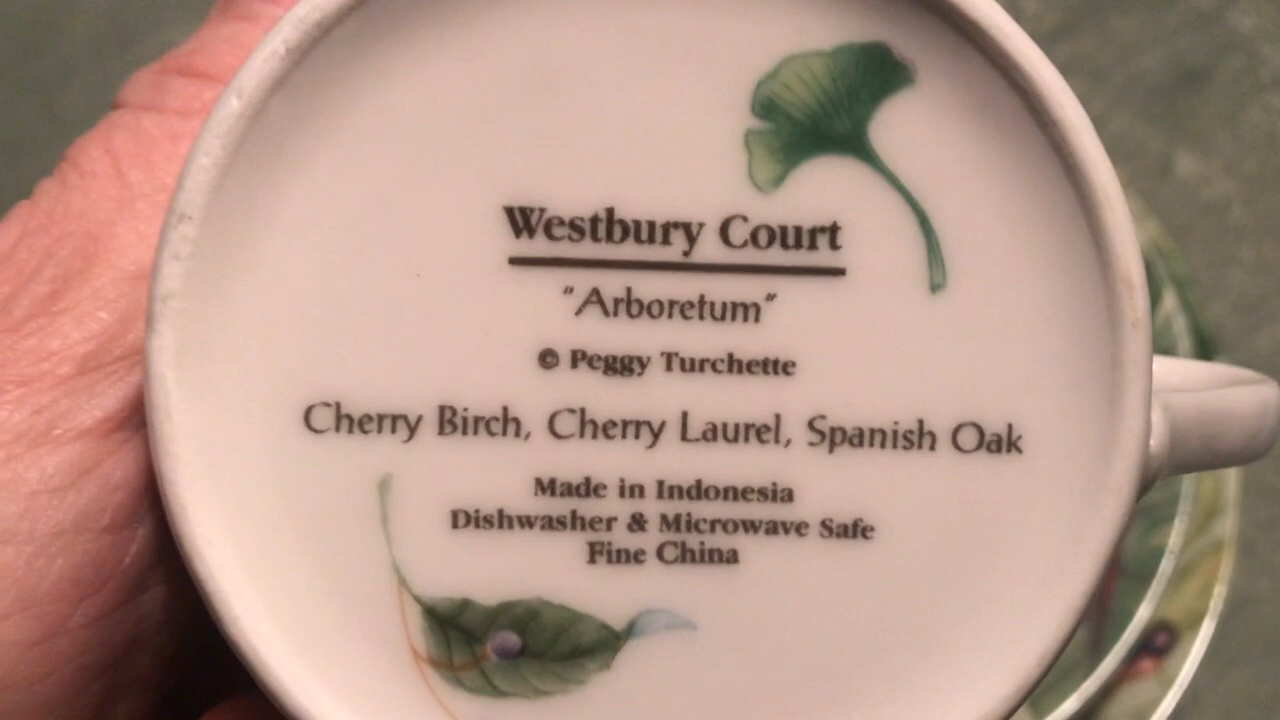 Westbury Court
“Arboretum”
© Peggy Turchette
Cherry Birch, Cherry Laurel, Spanish Oak
Made in Indonesia
Dishwasher & Microwave Safe
Fine China